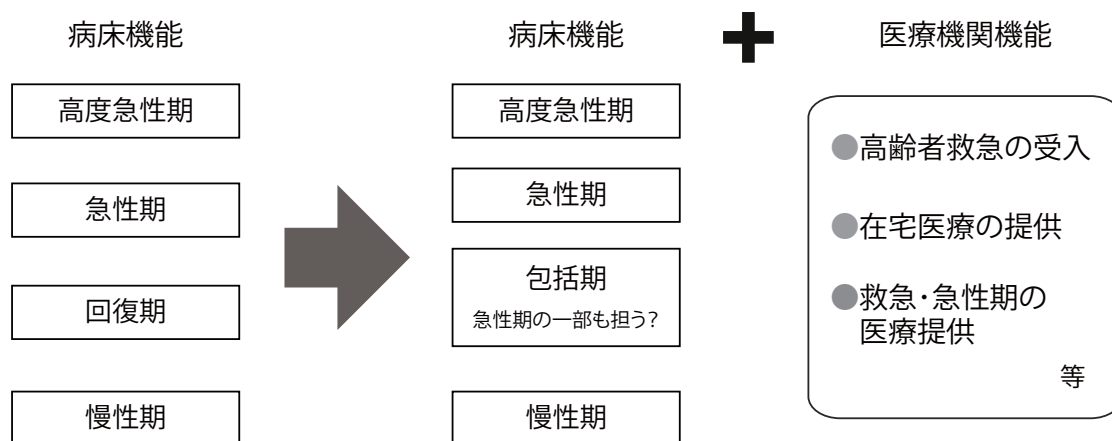 病床機能
高度急性期
急性期
回復期
慢性期
病床機能
高度急性期
急性期
包括期
急性期の一部も担う?
慢性期
医療機関機能
●高齢者救急の受入
●在宅医療の提供
●救急・急性期の
医療提供
等